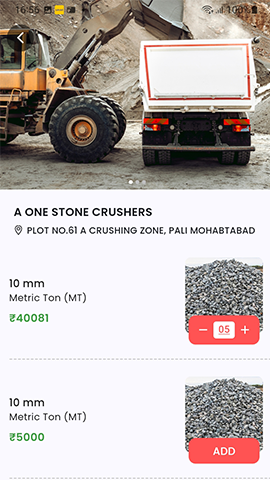 16:56
100%
A ONE STONE CRUSHERS
PLOT NO.61 A CRUSHING ZONE, PALI MOHABTABAD
10 mm
Metric Ton (MT)
₹40081
— 05 +
10 mm
Metric Ton (MT)
₹5000
ADD